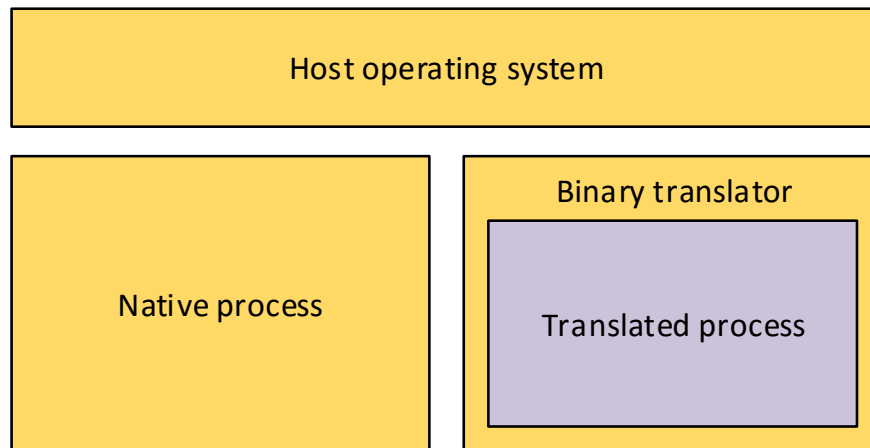 Host operating system
Binary translator
Native process
Translated process